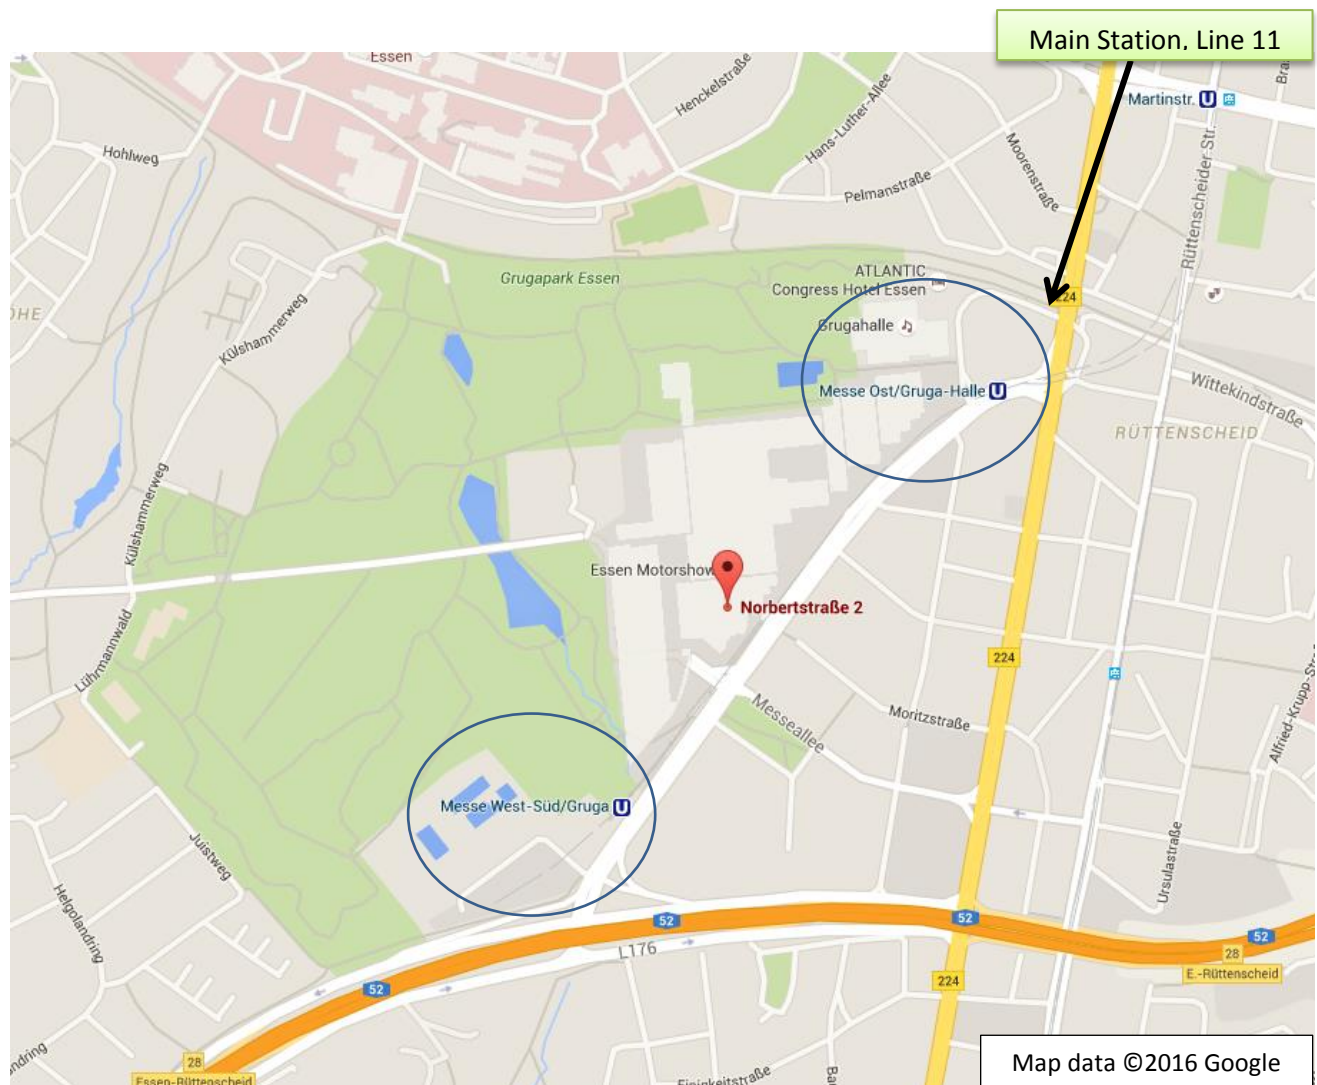 Main Station, Line 11
Essen
Henckelstraße
Hans-Luther-Allee
Martinstr.
Hohlweg
Moorenstraße
Pelmanstraße
Rüttenscheider Str.
Grugapark Essen
ATLANTIC
Congress Hotel Essen
224
Grugahalle
Külshammerweg
Messe Ost/Gruga-Halle
Wittekindstraße
RÜTTENSCHEID
Külshammerweg
Essen Motorshow
Norbertstraße 2
Lührmannwald
224
Messeallee
Moritzstraße
Alfried-Krupp-Str
Messe West-Süd/Gruga
Juistweg
Ursulastraße
Helgolandring
52
52
52
L176
28
E.-Rüttenscheid
52
224
28
Essen-Rüttenscheid
Map data ©2016 Google